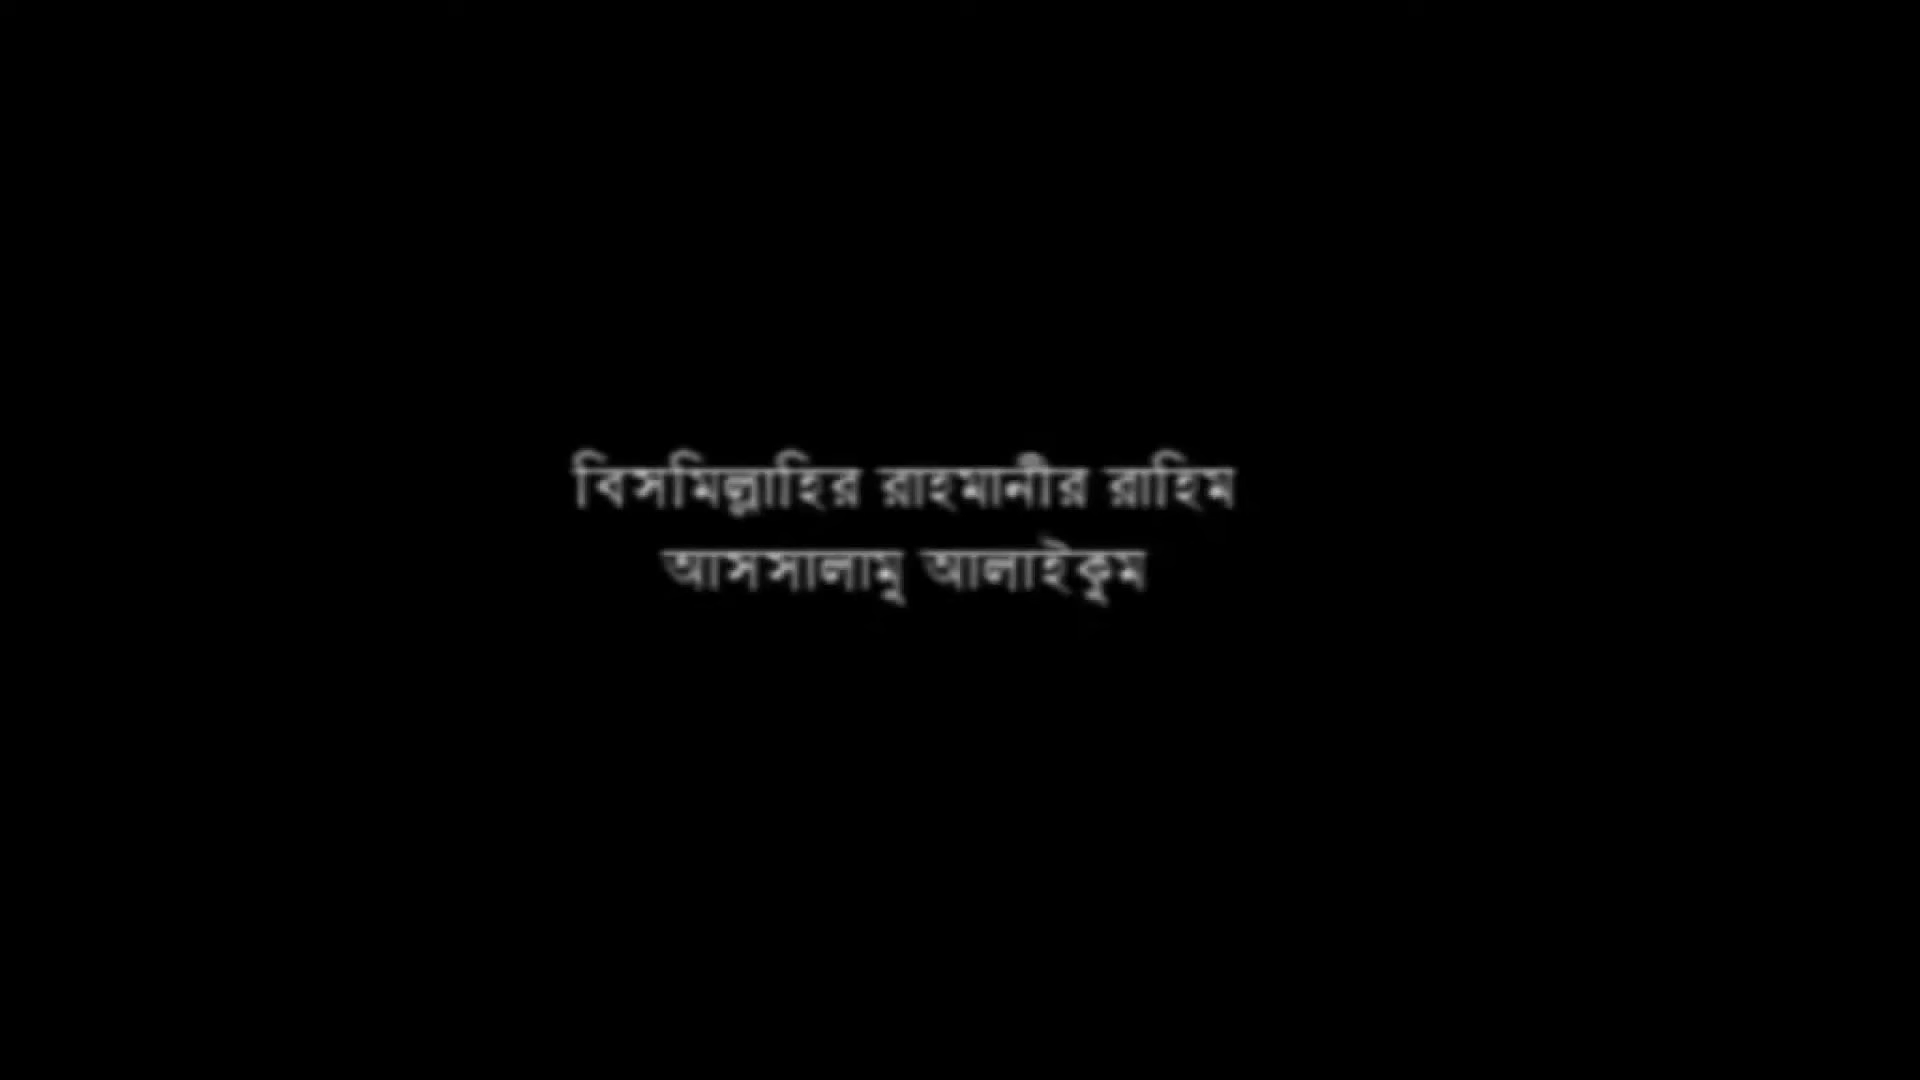 বিসমিল্লাহির রাহমানীর রাহিম
আসসালামু আলাইকুম